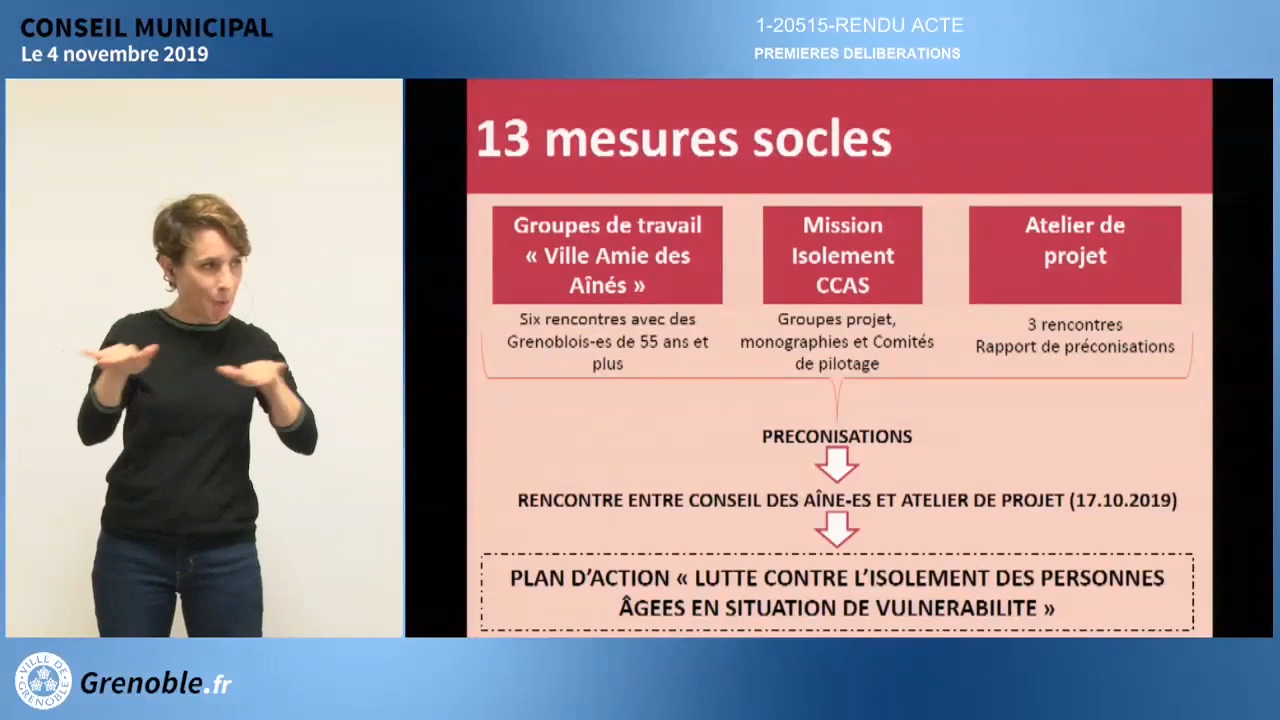 CONSEIL MUNICIPAL
Le 4 novembre 2019
1-20515-RENDU ACTE
PREMIERES DELIBERATIONS
13 mesures socles
Groupes de travail
« Ville Amie des
Aînés »
Six rencontres avec des
Grenoblois-es de 55 ans et
plus
Mission
Isolement
CCAS
Groupes projet,
monographies et Comités
de pilotage
Atelier de
projet
3 rencontres
Rapport de préconisations
PRECONISATIONS
RENCONTRE ENTRE CONSEIL DES AÎNE-ES ET ATELIER DE PROJET (17.10.2019)
PLAN D’ACTION « LUTTE CONTRE L’ISOLEMENT DES PERSONNES
ÂGEES EN SITUATION DE VULNERABILITE »
VILLE DE
GRENOBLE
Grenoble.fr